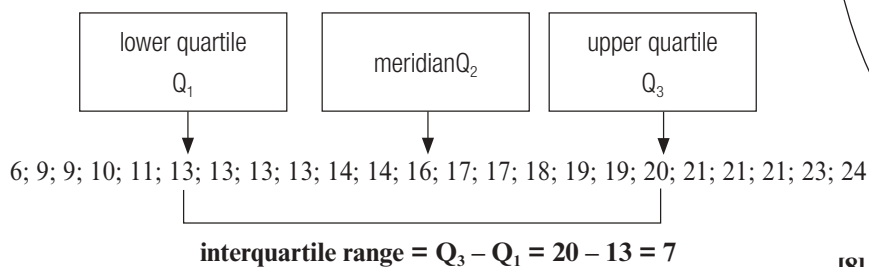 lower quartile
Q₁
meridianQ₂
upper quartile
Q₃
6; 9; 9; 10; 11; 13; 13; 13; 13; 14; 14; 16; 17; 17; 18; 19; 19; 20; 21; 21; 21; 23; 24
interquartile range = Q₃ – Q₁ = 20 – 13 = 7
[8]